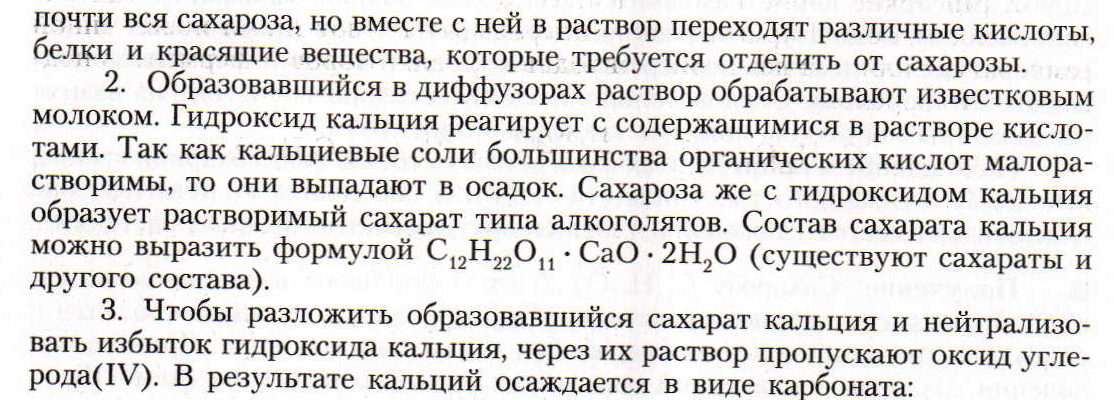 почти вся сахароза, но вместе с ней в раствор переходят различные кислоты,
белки и красящие вещества, которые требуется отделить от сахарозы.
2. Образовавшийся в диффузорах раствор обрабатывают известковым
молоком. Гидроксид кальция реагирует с содержащимися в растворе кисло-
тами. Так как кальциевые соли большинства органических кислот малора-
створимы, то они выпадают в осадок. Сахароза же с гидроксидом кальция
образует растворимый сахарат типа алкоголятов. Состав сахарата кальция
можно выразить формулой C₁₂H₂₂O₁₁ · CaO · 2H₂O (существуют сахараты и
другого состава).
3. Чтобы разложить образовавшийся сахарат кальция и нейтрализо-
вать избыток гидроксида кальция, через их раствор пропускают оксид угле-
рода(IV). В результате кальций осаждается в виде карбоната: